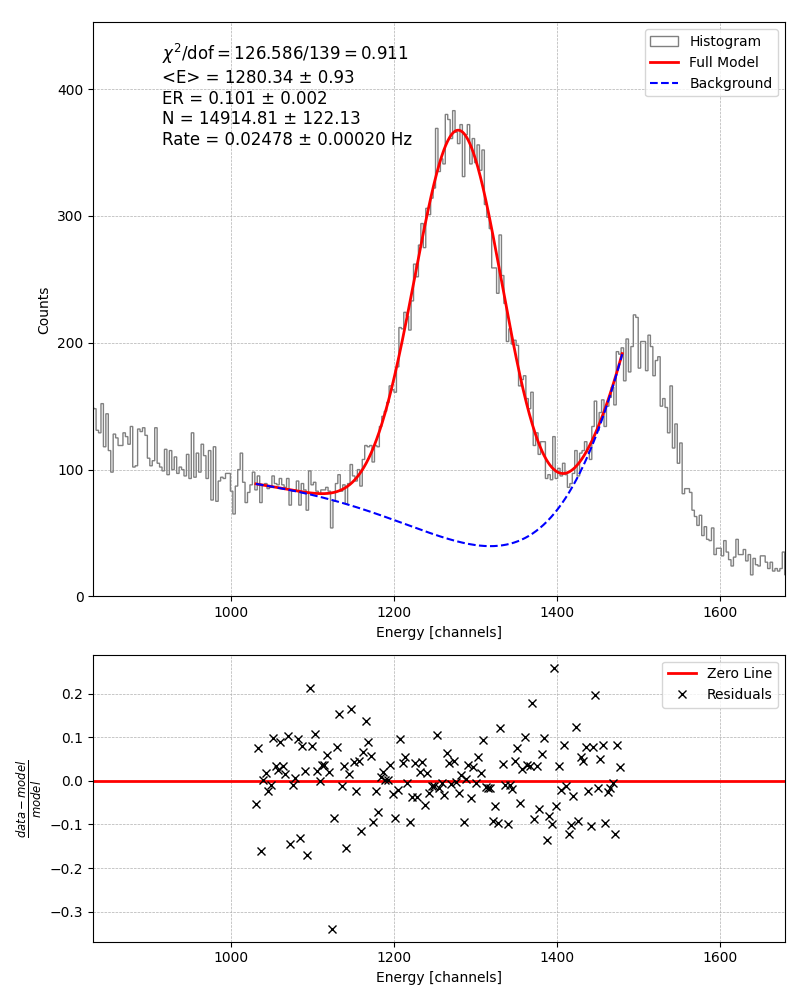 χ²/dof = 126.586/139 = 0.911
<E> = 1280.34 ± 0.93
ER = 0.101 ± 0.002
N = 14914.81 ± 122.13
Rate = 0.02478 ± 0.00020 Hz
Histogram
Full Model
Background
Counts
400
300
200
100
0
1000 1200 1400 1600
Energy [channels]
Zero Line
Residuals
data − model
model
0.2
0.1
0.0
−0.1
−0.2
−0.3
1000 1200 1400 1600
Energy [channels]